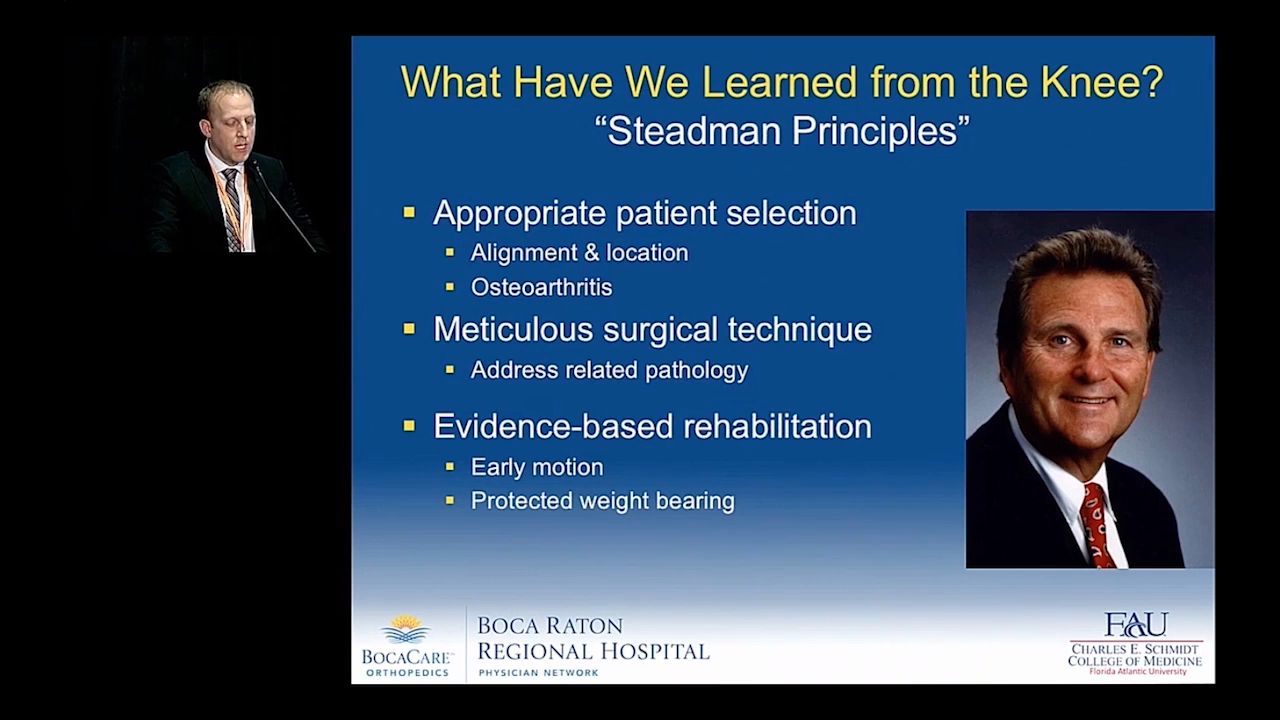 What Have We Learned from the Knee?
“Steadman Principles”
Appropriate patient selection
Alignment & location
Osteoarthritis
Meticulous surgical technique
Address related pathology
Evidence-based rehabilitation
Early motion
Protected weight bearing
BOCACARE™
ORTHOPEDICS
BOCA RATON
REGIONAL HOSPITAL
PHYSICIAN NETWORK
FAU
CHARLES E. SCHMIDT
COLLEGE OF MEDICINE
Florida Atlantic University